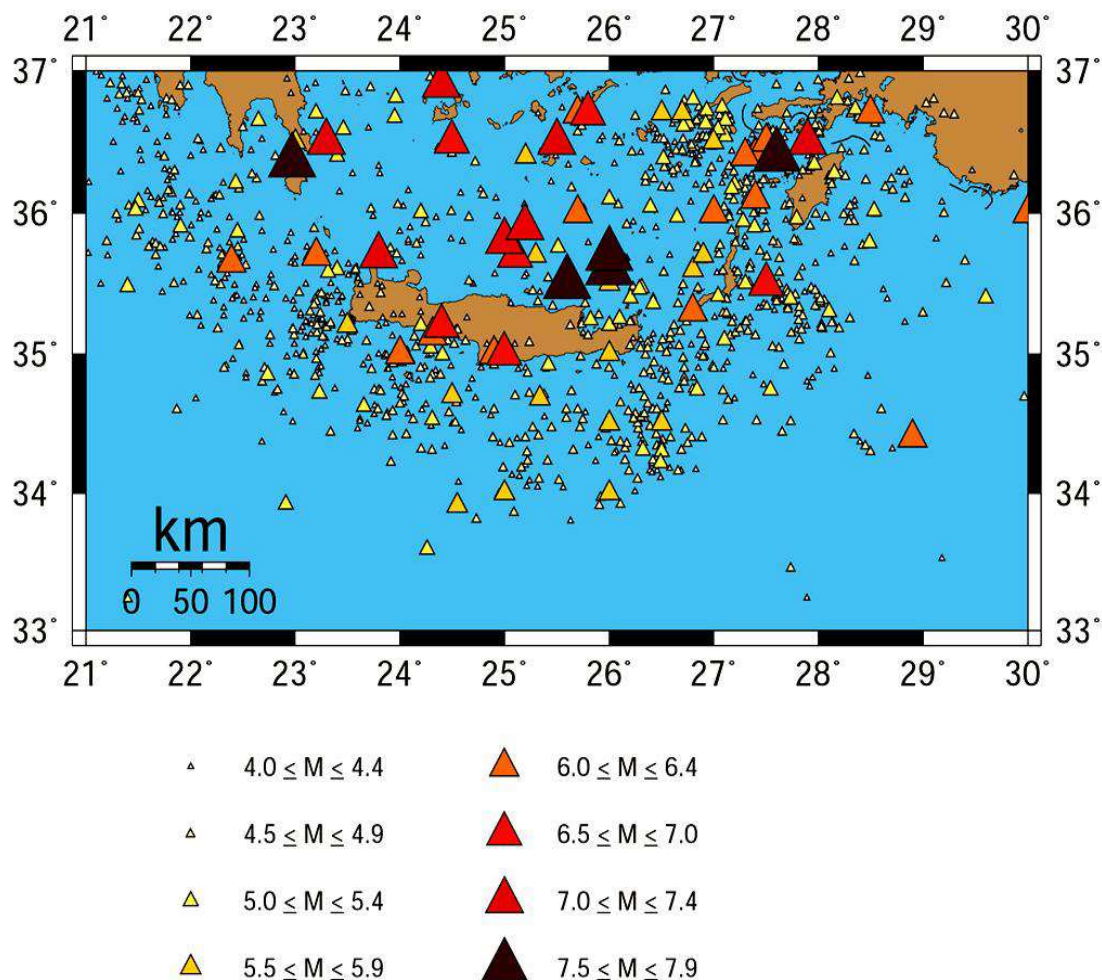 21° 22° 23° 24° 25° 26° 27° 28° 29° 30°
37° 37°
36° 36°
35° 35°
34° 34°
km
0 50 100
33° 33°
21° 22° 23° 24° 25° 26° 27° 28° 29° 30°
4.0 ≤ M ≤ 4.4 6.0 ≤ M ≤ 6.4
4.5 ≤ M ≤ 4.9 6.5 ≤ M ≤ 7.0
5.0 ≤ M ≤ 5.4 7.0 ≤ M ≤ 7.4
5.5 ≤ M ≤ 5.9 7.5 ≤ M ≤ 7.9